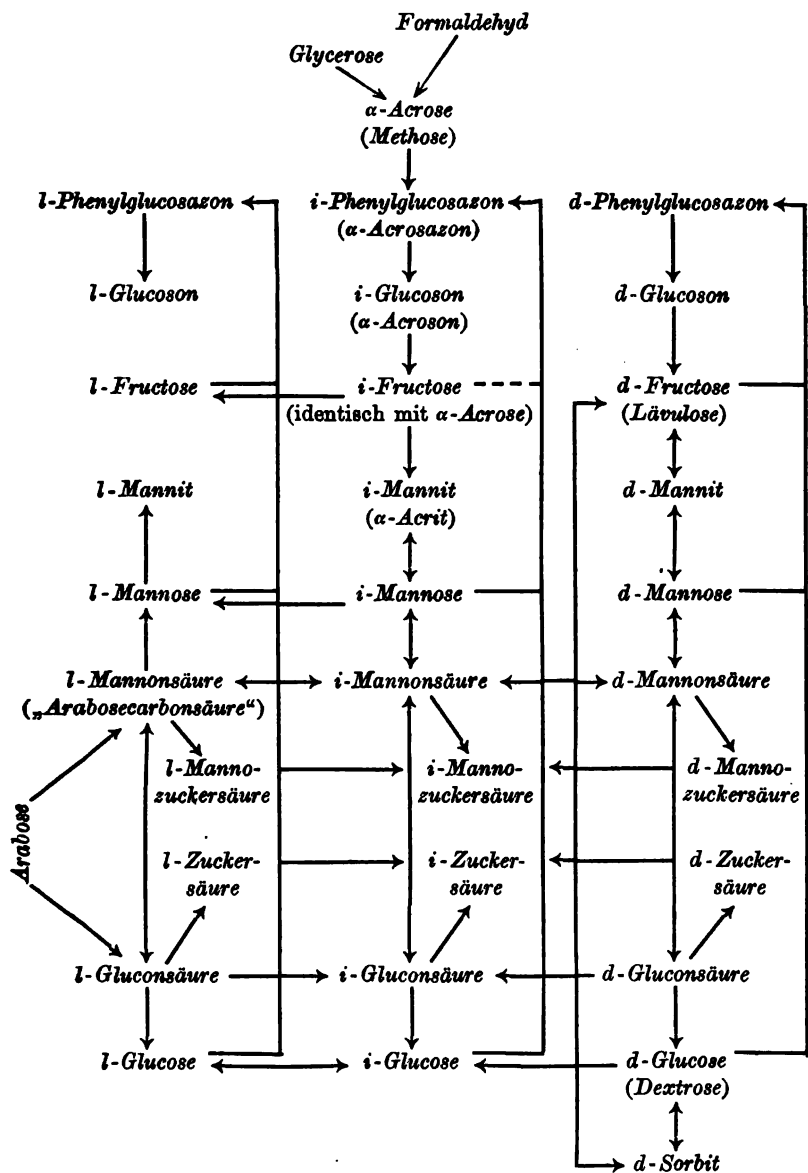 Formaldehyd
Glycerose
α-Acrose
(Methose)
l-Phenylglucosazon i-Phenylglucosazon d-Phenylglucosazon
(α-Acrosazon)
l-Glucoson i-Glucoson d-Glucoson
(α-Acroson)
l-Fructose i-Fructose d-Fructose
(identisch mit α-Acrose) (Lävulose)
l-Mannit i-Mannit d-Mannit
(α-Acrit)
l-Mannose i-Mannose d-Mannose
l-Mannonsäure i-Mannonsäure d-Mannonsäure
(„Arabosecarbonsäure“)
l-Manno- i-Manno- d-Manno-
zuckersäure zuckersäure zuckersäure
Arabose
l-Zucker- i-Zucker- d-Zucker-
säure säure säure
l-Gluconsäure i-Gluconsäure d-Gluconsäure
l-Glucose i-Glucose d-Glucose
(Dextrose)
d-Sorbit